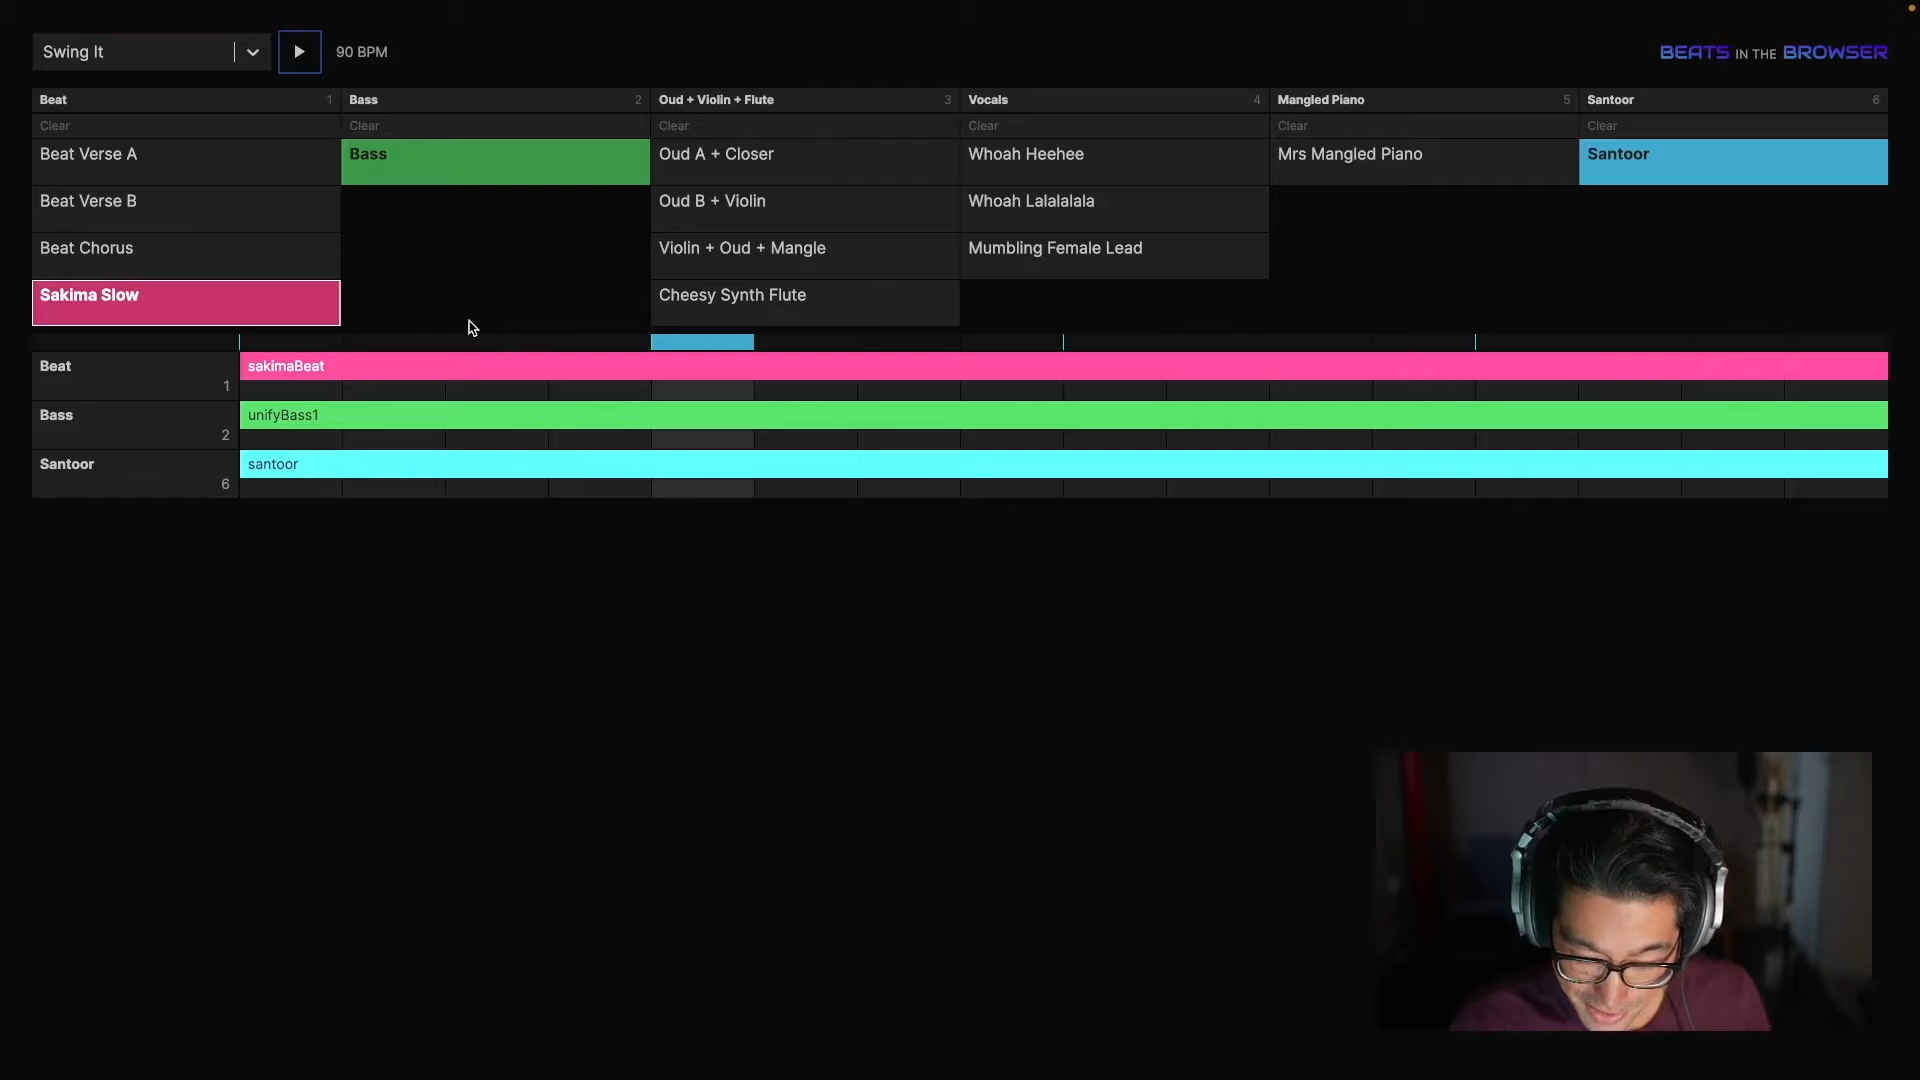 Swing It
90 BPM
BEATS IN THE BROWSER
Beat 1
Bass 2
Oud + Violin + Flute 3
Vocals 4
Mangled Piano 5
Santoor 6
Clear
Clear
Clear
Clear
Clear
Clear
Beat Verse A
Bass
Oud A + Closer
Whoah Heehee
Mrs Mangled Piano
Santoor
Beat Verse B
Oud B + Violin
Whoah Lalalalala
Beat Chorus
Violin + Oud + Mangle
Mumbling Female Lead
Sakima Slow
Cheesy Synth Flute
Beat
1
sakimaBeat
Bass
2
unifyBass1
Santoor
6
santoor